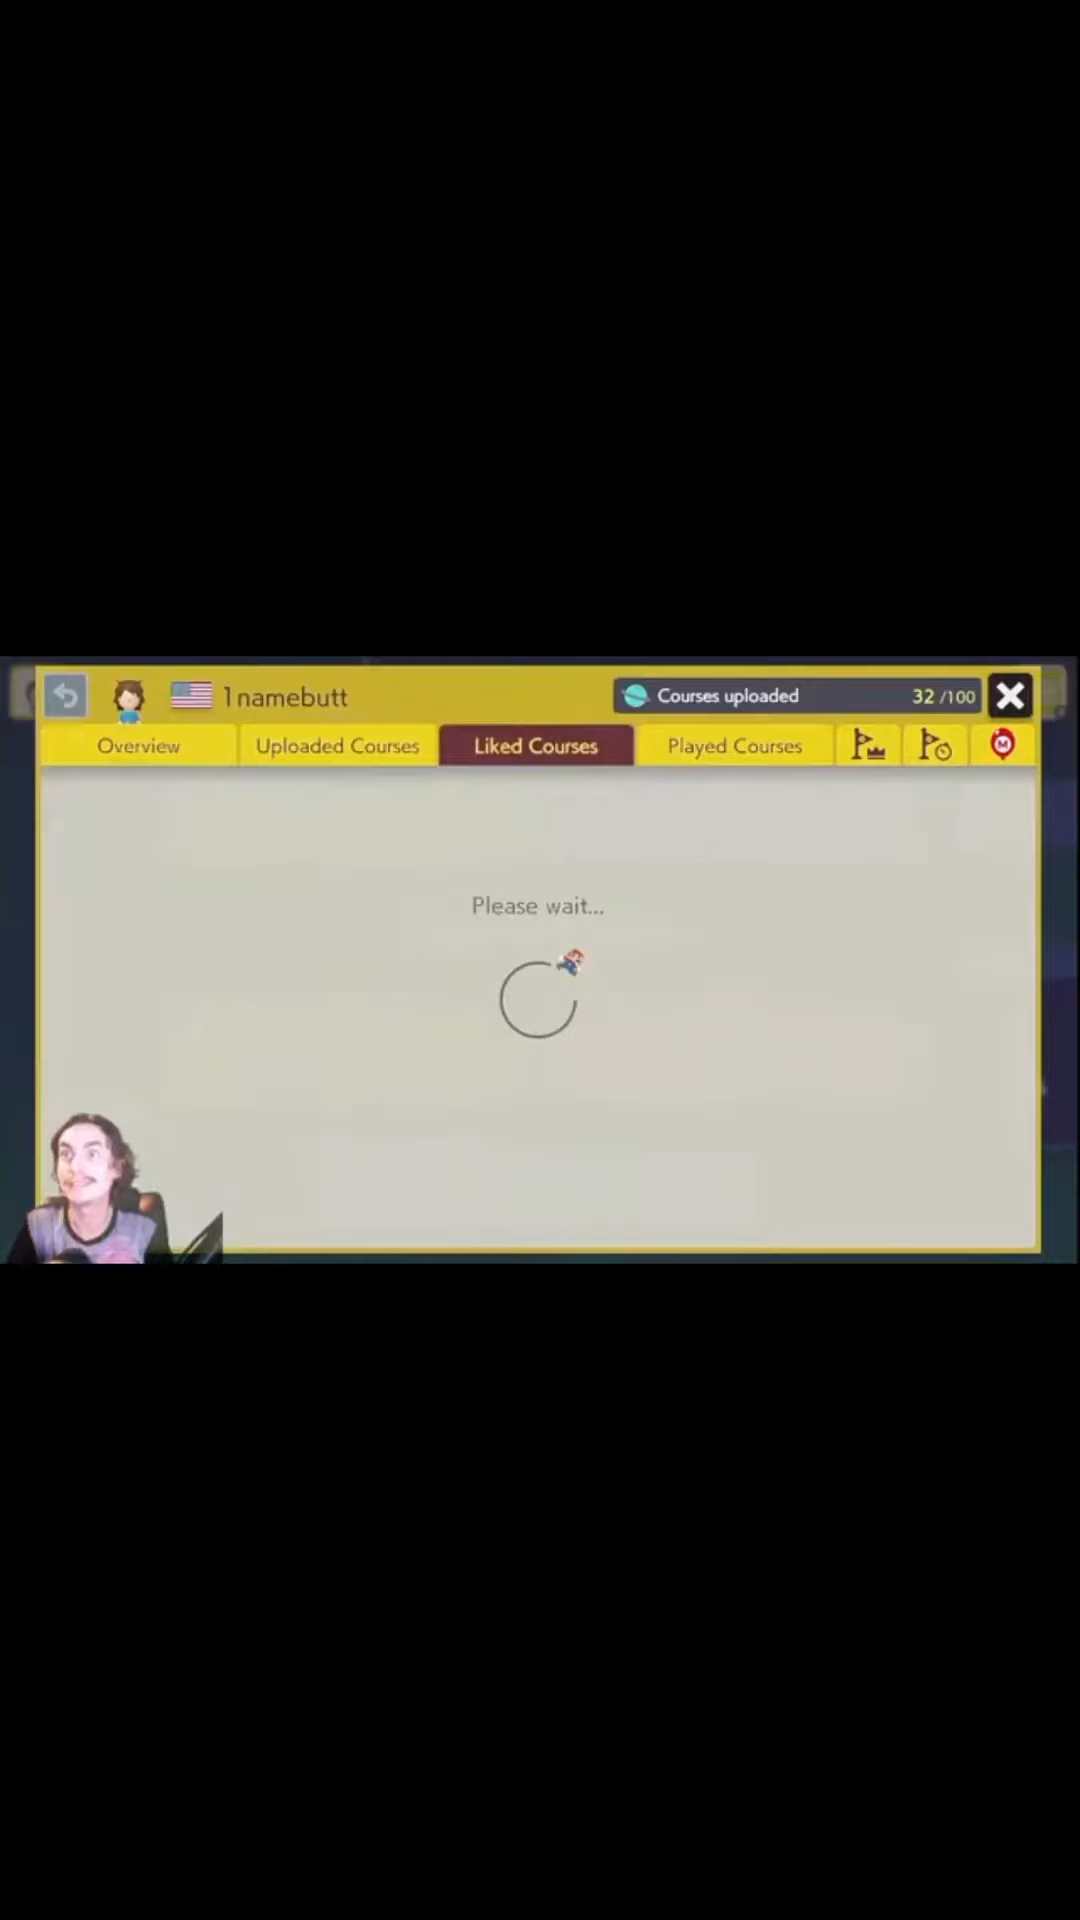 1namebutt
Courses uploaded 32 /100
Overview Uploaded Courses Liked Courses Played Courses M
Please wait...